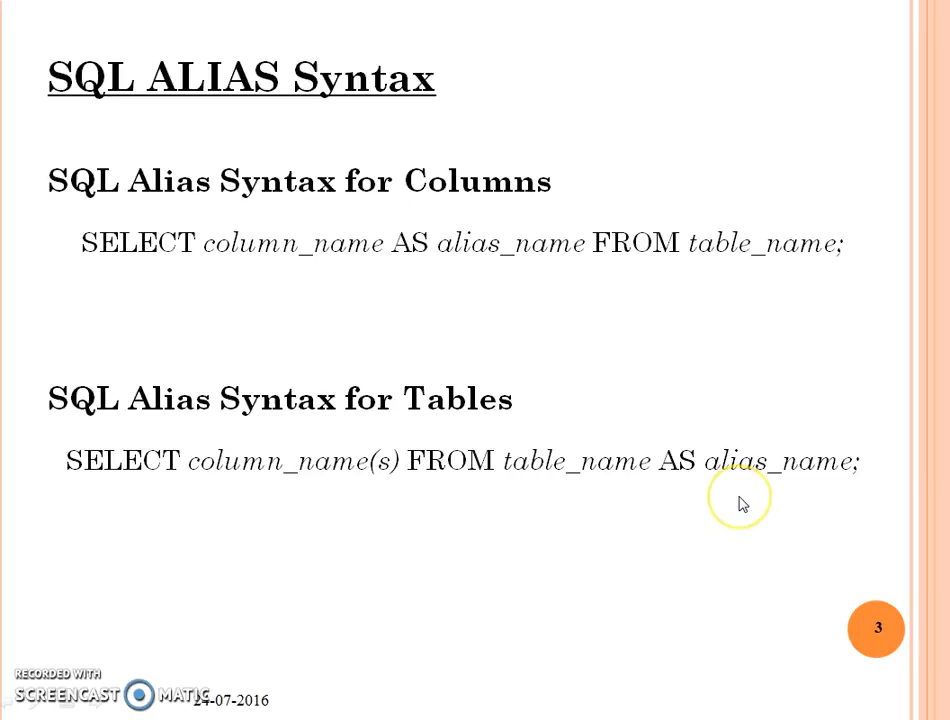 SQL ALIAS Syntax
SQL Alias Syntax for Columns
SELECT column_name AS alias_name FROM table_name;
SQL Alias Syntax for Tables
SELECT column_name(s) FROM table_name AS alias_name;
3
RECORDED WITH
SCREENCAST MATIC
24-07-2016